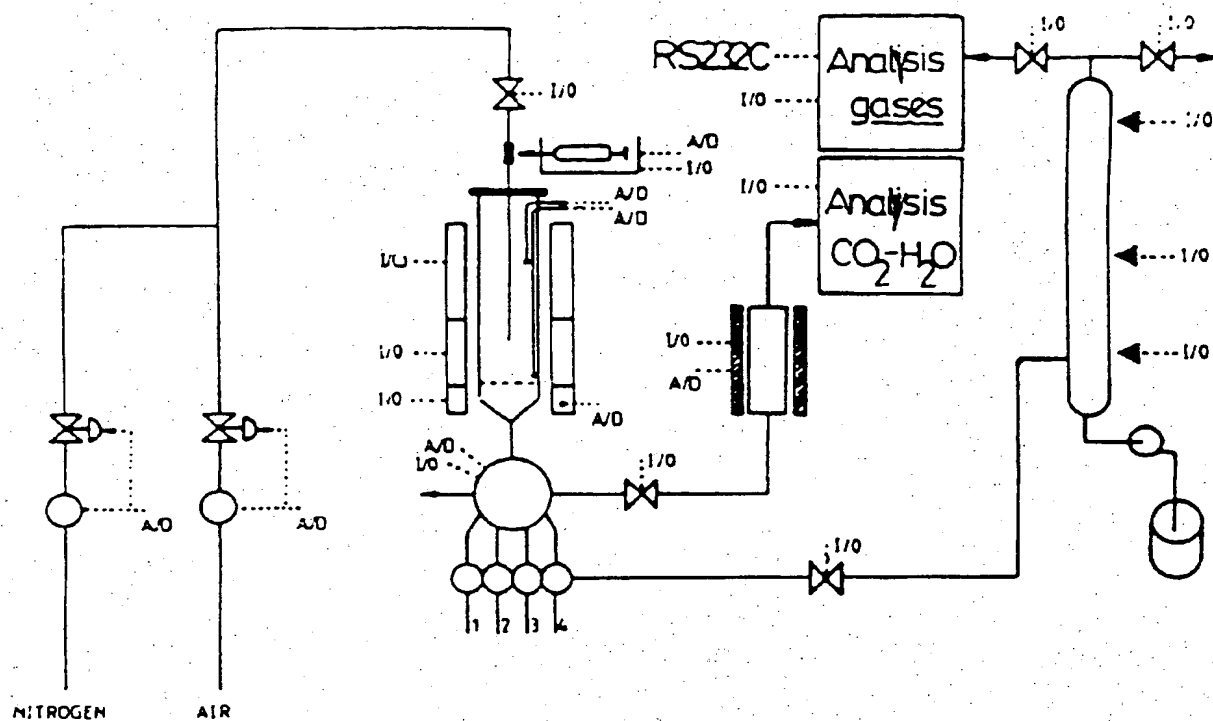 I/O
I/O
RS232C
Analysis
gases
I/O
I/O
I/O
A/D
I/O
I/O
Analysis
CO₂-H₂O
A/D
A/D
I/O
I/O
I/O
I/O
A/D
I/O
I/O
A/D
A/D
I/O
I/O
A/D
A/D
I/O
1 2 3 4
NITROGEN
AIR